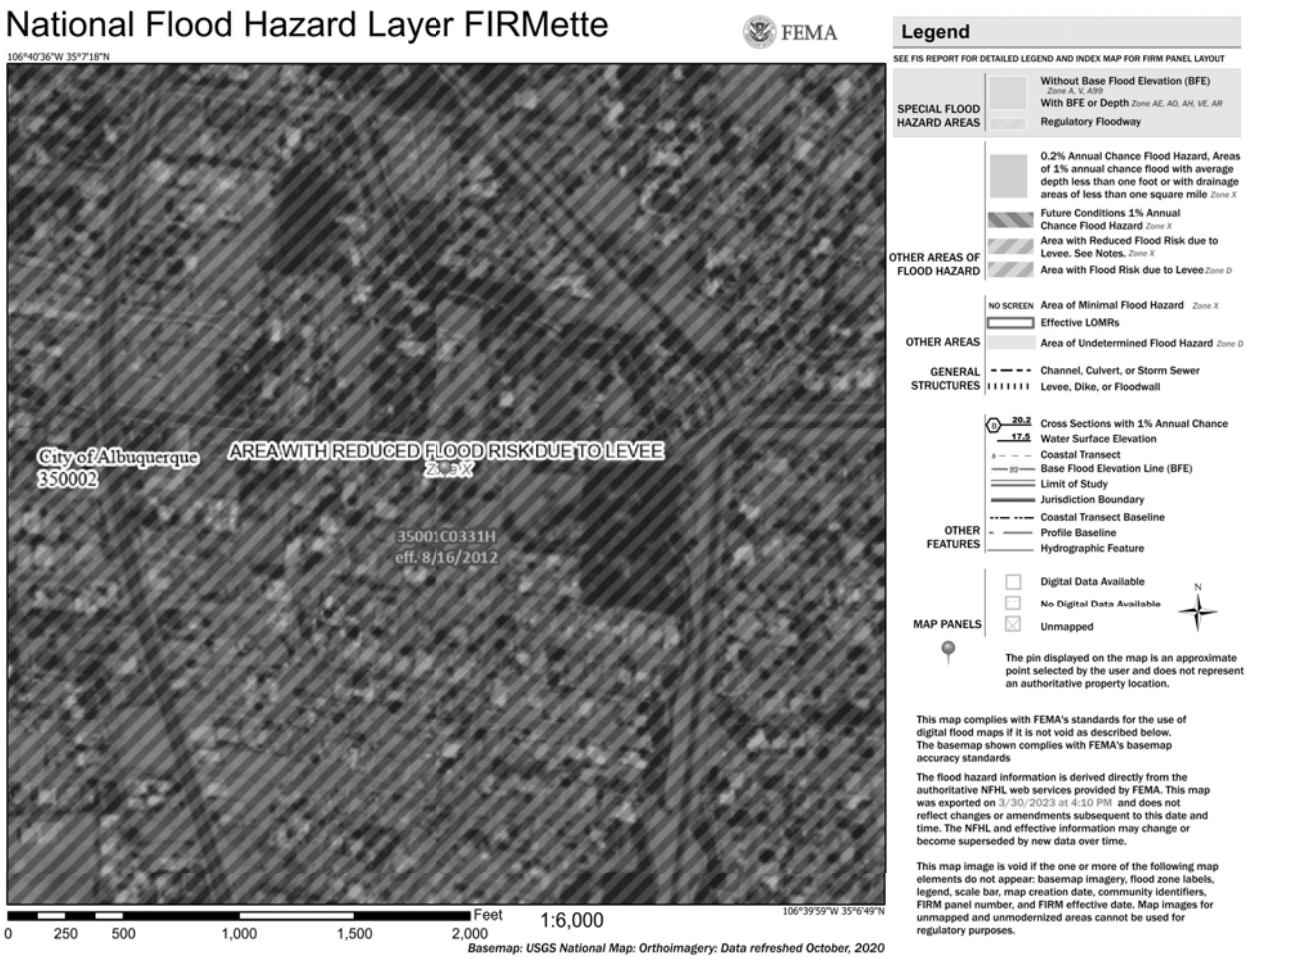 National Flood Hazard Layer FIRMette
FEMA
106°40'36"W 35°7'18"N
City of Albuquerque
350002
AREA WITH REDUCED FLOOD RISK DUE TO LEVEE
Zone X
35001C0331H
eff. 8/16/2012
Feet
1:6,000
106°39'59"W 35°6'49"N
0 250 500 1,000 1,500 2,000
Basemap: USGS National Map: Orthoimagery: Data refreshed October, 2020
Legend
SEE FIS REPORT FOR DETAILED LEGEND AND INDEX MAP FOR FIRM PANEL LAYOUT
SPECIAL FLOOD
HAZARD AREAS
Without Base Flood Elevation (BFE)
Zone A, V, A99
With BFE or Depth Zone AE, AO, AH, VE, AR
Regulatory Floodway
OTHER AREAS OF
FLOOD HAZARD
0.2% Annual Chance Flood Hazard, Areas
of 1% annual chance flood with average
depth less than one foot or with drainage
areas of less than one square mile Zone X
Future Conditions 1% Annual
Chance Flood Hazard Zone X
Area with Reduced Flood Risk due to
Levee. See Notes. Zone X
Area with Flood Risk due to Levee Zone D
OTHER AREAS
NO SCREEN Area of Minimal Flood Hazard Zone X
Effective LOMRs
Area of Undetermined Flood Hazard Zone D
GENERAL
STRUCTURES
Channel, Culvert, or Storm Sewer
Levee, Dike, or Floodwall
OTHER
FEATURES
B 20.2 Cross Sections with 1% Annual Chance
17.5 Water Surface Elevation
8 Coastal Transect
513 Base Flood Elevation Line (BFE)
Limit of Study
Jurisdiction Boundary
Coastal Transect Baseline
Profile Baseline
Hydrographic Feature
MAP PANELS
Digital Data Available
No Digital Data Available
Unmapped
N
The pin displayed on the map is an approximate
point selected by the user and does not represent
an authoritative property location.
This map complies with FEMA's standards for the use of
digital flood maps if it is not void as described below.
The basemap shown complies with FEMA's basemap
accuracy standards
The flood hazard information is derived directly from the
authoritative NFHL web services provided by FEMA. This map
was exported on 3/30/2023 at 4:10 PM and does not
reflect changes or amendments subsequent to this date and
time. The NFHL and effective information may change or
become superseded by new data over time.
This map image is void if the one or more of the following map
elements do not appear: basemap imagery, flood zone labels,
legend, scale bar, map creation date, community identifiers,
FIRM panel number, and FIRM effective date. Map images for
unmapped and unmodernized areas cannot be used for
regulatory purposes.